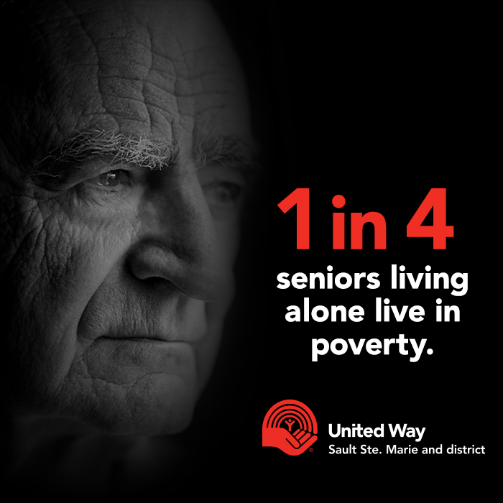 1 in 4
seniors living
alone live in
poverty.
United Way
Sault Ste. Marie and district